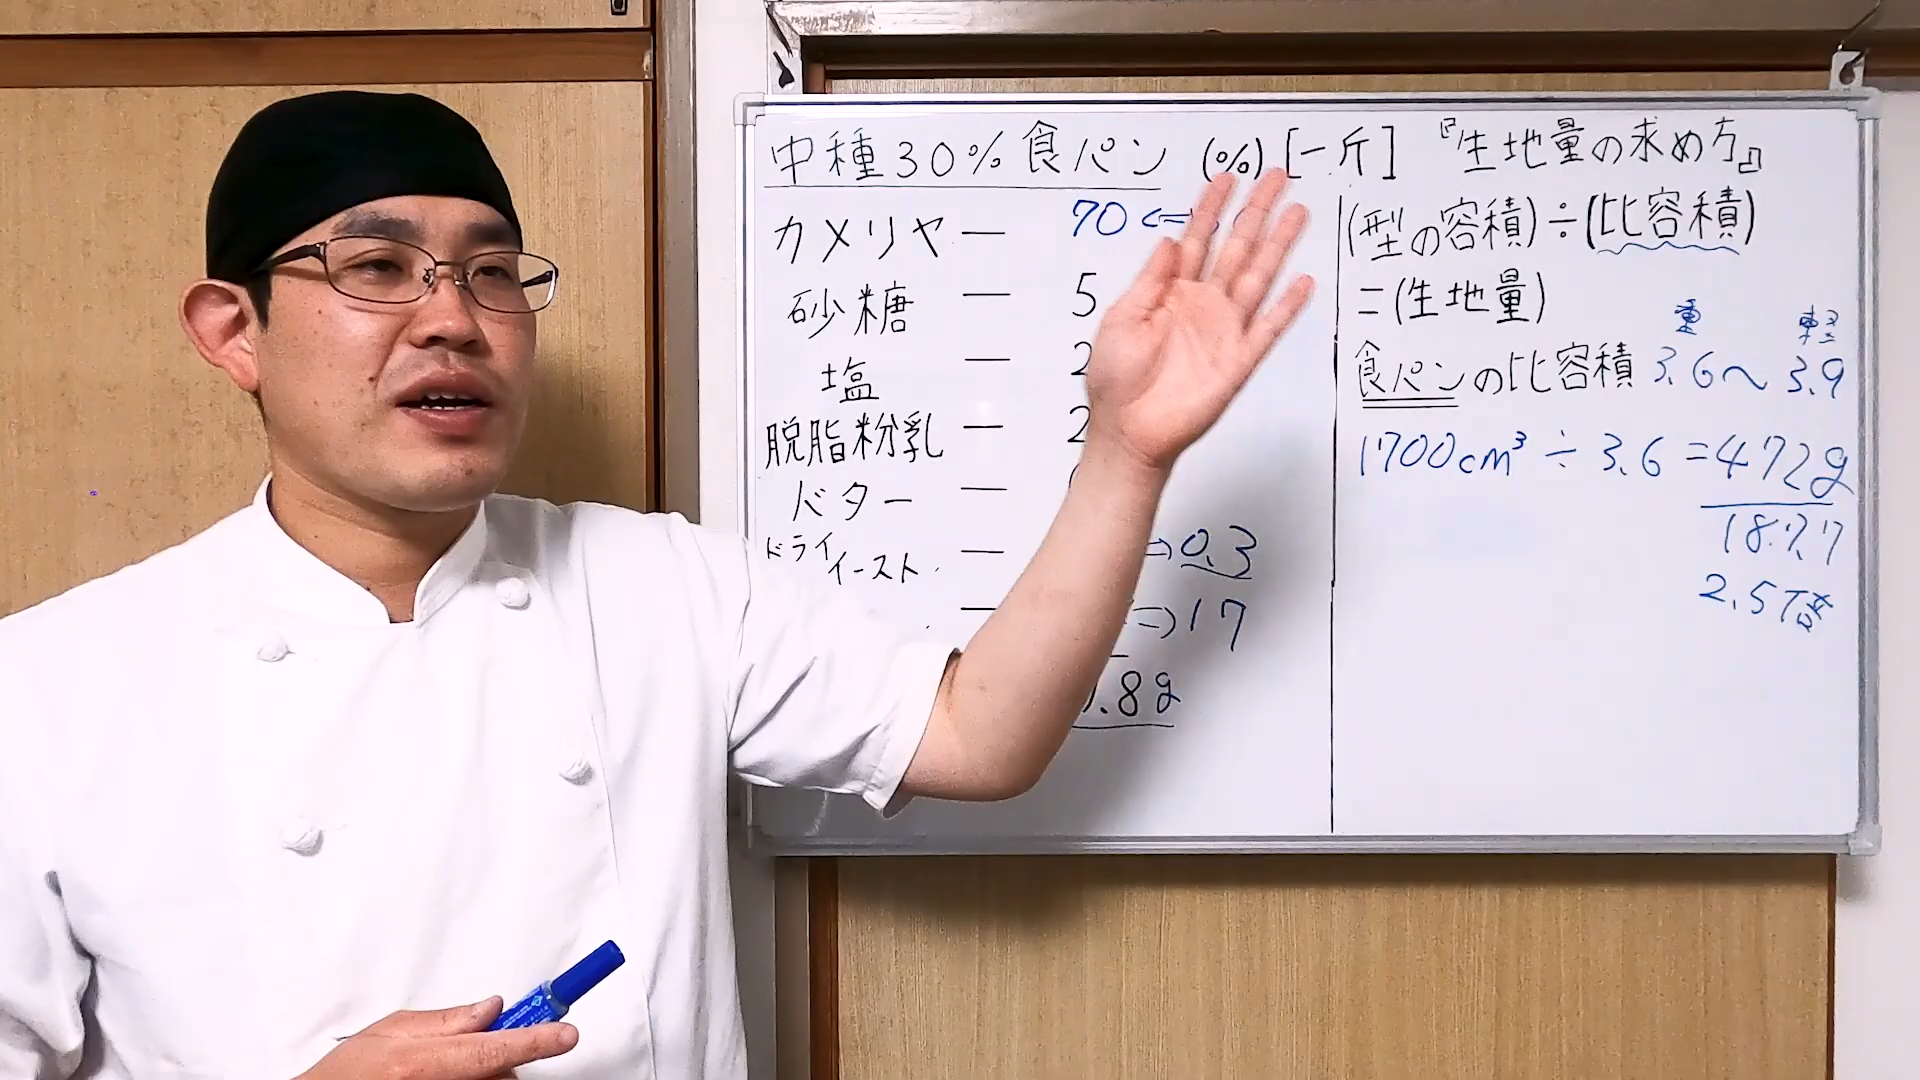 中種30%食パン (%) [一斤]
カメリヤ — 70 ⇐
砂糖 — 5
塩 — 2
脱脂粉乳 — 2
バター —
ドライイースト — ⇒ 0.3
— ⇒ 17
.8g
『生地量の求め方』
(型の容積)÷(比容積)
=(生地量)
重 軽
食パンの比容積 3.6〜3.9
1700cm³ ÷ 3.6 = 472g
2.5倍